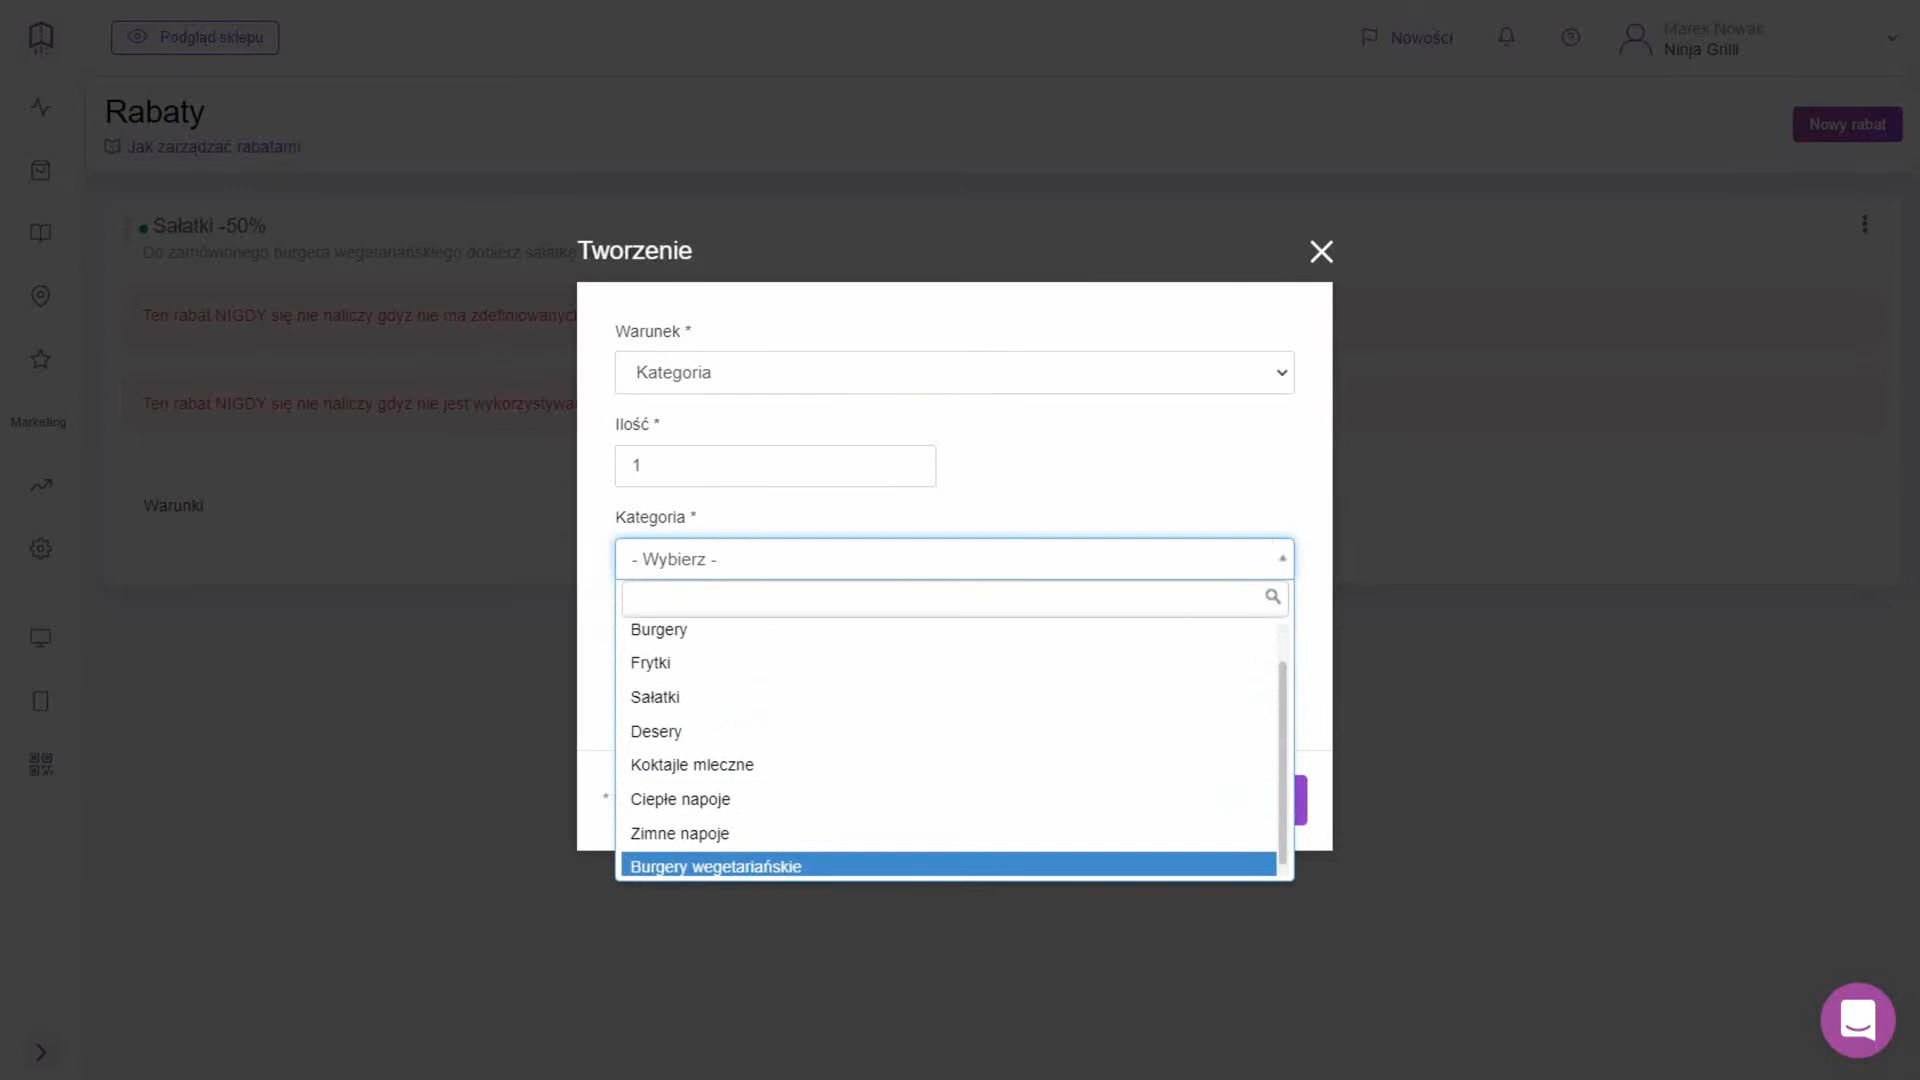 Podgląd sklepu
Nowości
Marek Nowak
Ninja Grill
Rabaty
Jak zarządzać rabatami
Nowy rabat
Sałatki -50%
Do zamówionego burgera wegetariańskiego dobierz sałatkę
Tworzenie
Ten rabat NIGDY się nie naliczy gdyż nie ma zdefiniowanych
Warunek *
Kategoria
Ten rabat NIGDY się nie naliczy gdyż nie jest
Marketing
Ilość *
1
Warunki
Kategoria *
- Wybierz -
Burgery
Frytki
Sałatki
Desery
Koktajle mleczne
*
Ciepłe napoje
Zimne napoje
Burgery wegetariańskie